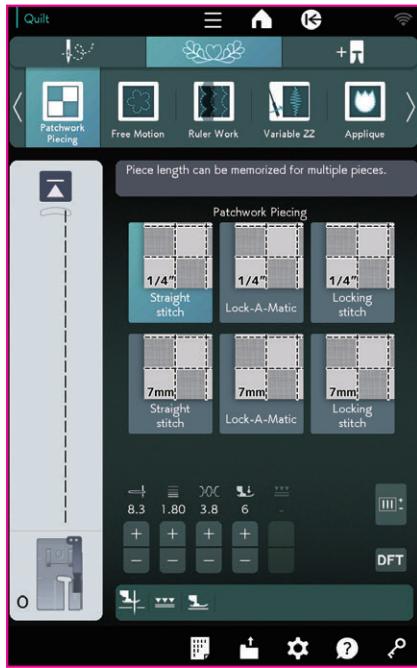 Quilt
Patchwork
Piecing
Free Motion
Ruler Work
Variable ZZ
Applique
Piece length can be memorized for multiple pieces.
Patchwork Piecing
1/4"
Straight
stitch
1/4"
Lock-A-Matic
1/4"
Locking
stitch
7mm
Straight
stitch
7mm
Lock-A-Matic
7mm
Locking
stitch
8.3 1.80 3.8 6 -
+ + + +
− − − −
DFT
O